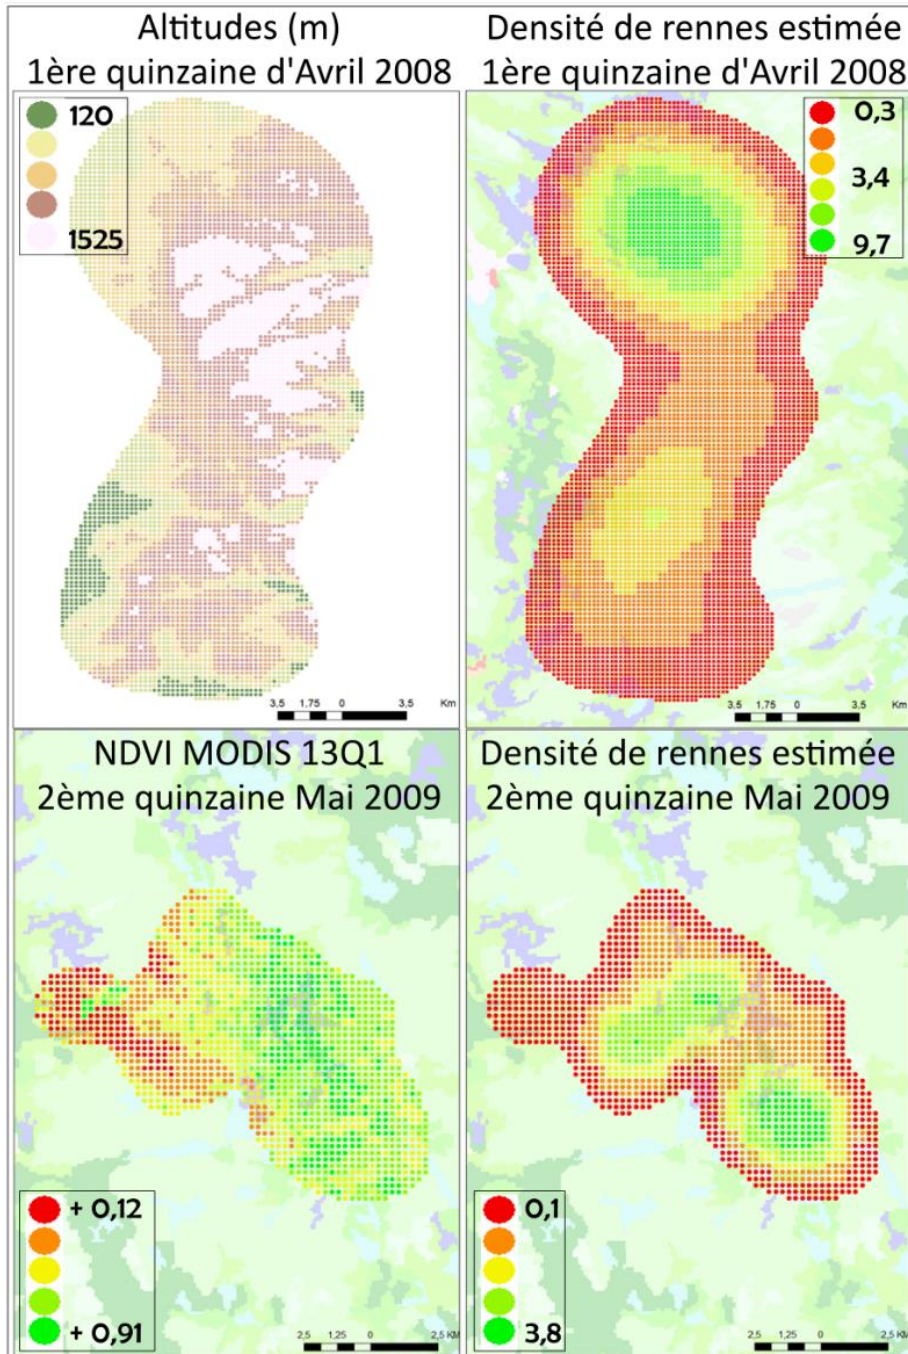 Altitudes (m)
1ère quinzaine d'Avril 2008
120
1525
3,5 1,75 0 3,5
Km
Densité de rennes estimée
1ère quinzaine d'Avril 2008
0,3
3,4
9,7
3,5 1,75 0 3,5
Km
NDVI MODIS 13Q1
2ème quinzaine Mai 2009
+ 0,12
+ 0,91
2,5 1,25 0 2,5 KM
Densité de rennes estimée
2ème quinzaine Mai 2009
0,1
3,8
2,5 1,25 0 2,5 KM